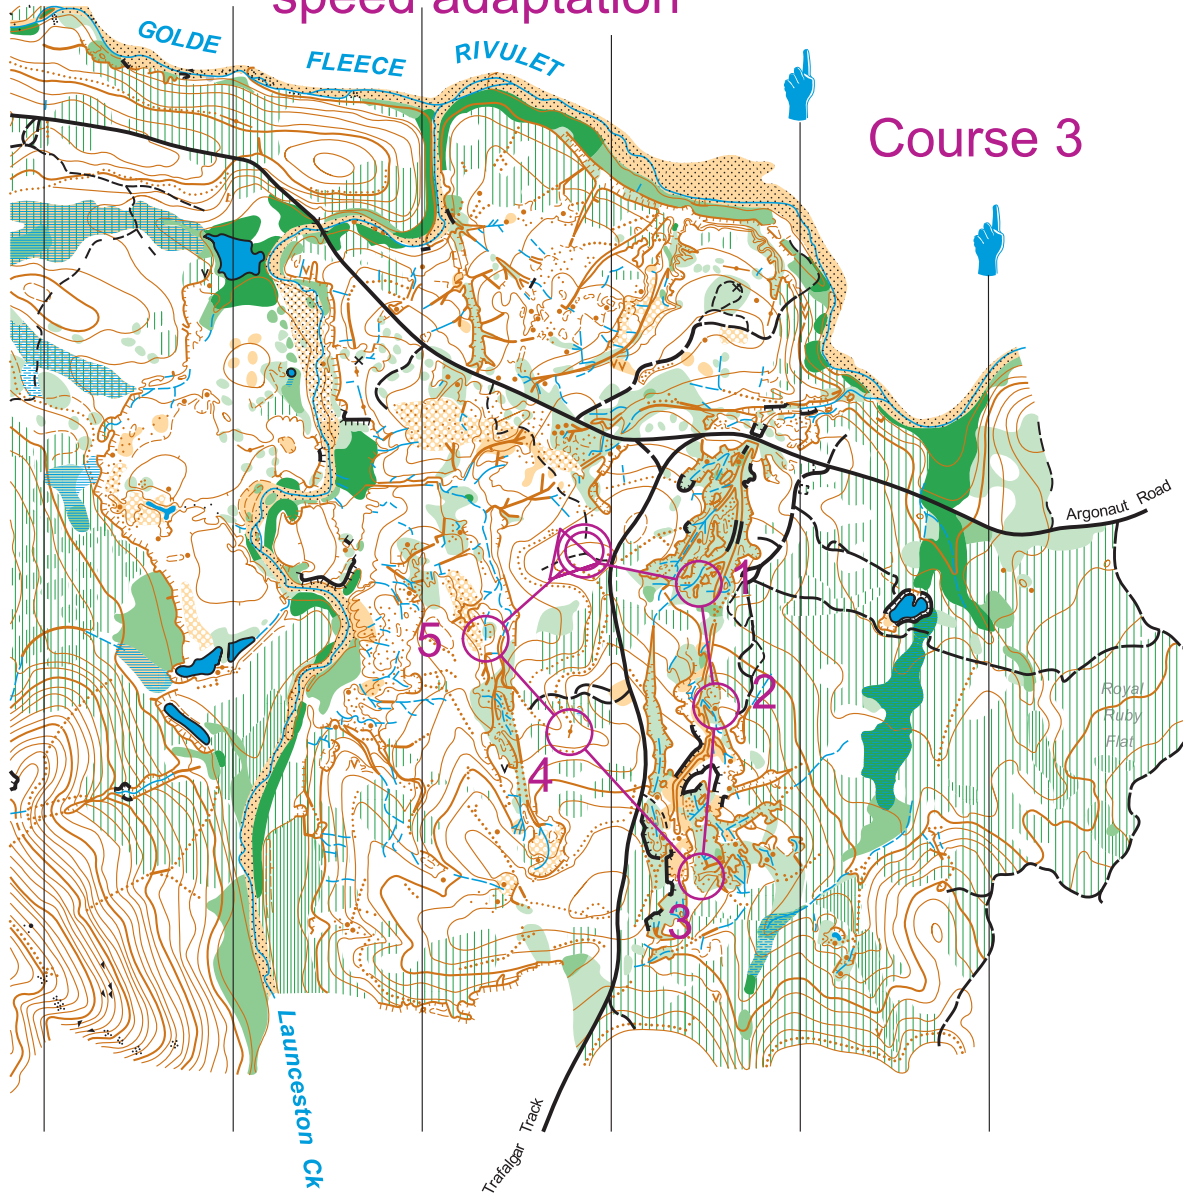 speed adaptation
GOLDE
FLEECE
RIVULET
Course 3
Argonaut Road
1
5
2
Royal
Ruby
Flat
4
3
Launceston Ck
Trafalgar Track